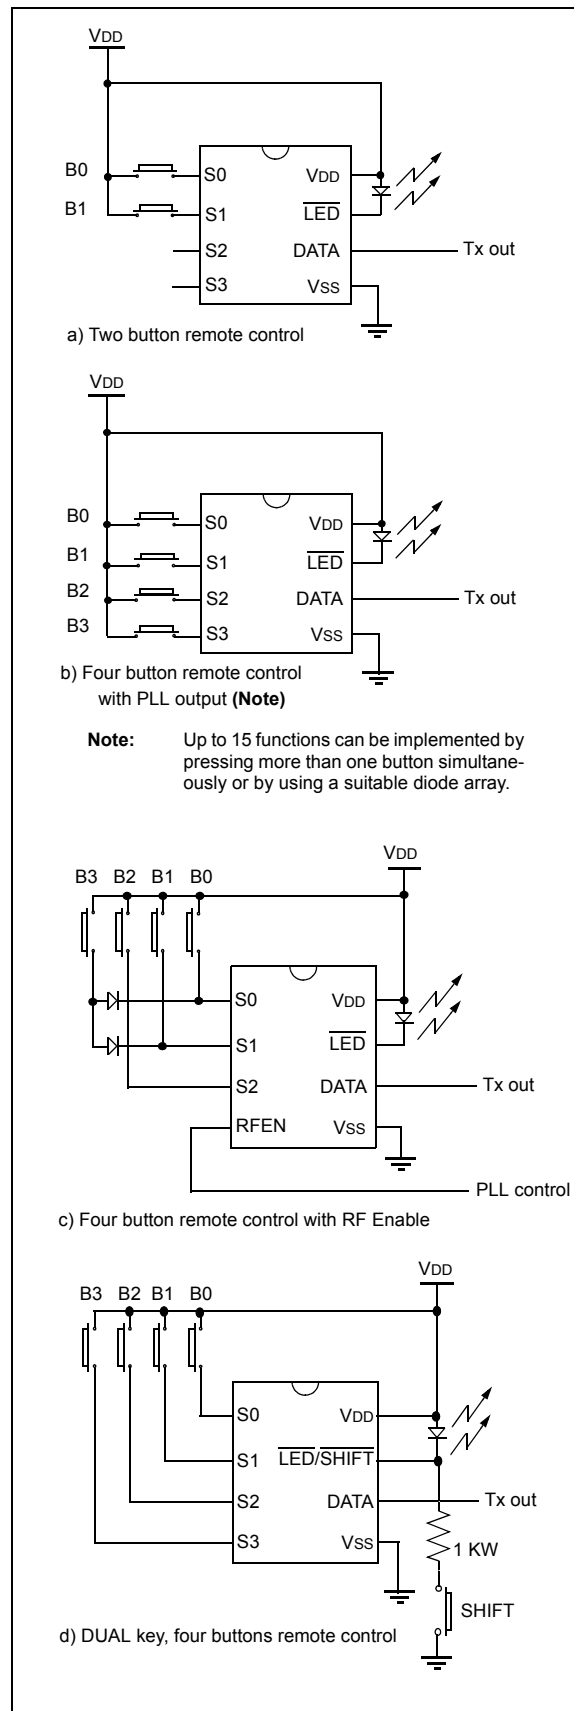 VDD
B0
S0
VDD
B1
S1
LED
S2
DATA
Tx out
S3
VSS
a) Two button remote control
VDD
B0
S0
VDD
B1
S1
LED
B2
S2
DATA
Tx out
B3
S3
VSS
b) Four button remote control
with PLL output (Note)
Note: Up to 15 functions can be implemented by
pressing more than one button simultane-
ously or by using a suitable diode array.
VDD
B3 B2 B1 B0
S0
VDD
S1
LED
S2
DATA
Tx out
RFEN
VSS
PLL control
c) Four button remote control with RF Enable
VDD
B3 B2 B1 B0
S0
VDD
S1
LED/SHIFT
S2
DATA
Tx out
S3
VSS
1 KW
SHIFT
d) DUAL key, four buttons remote control